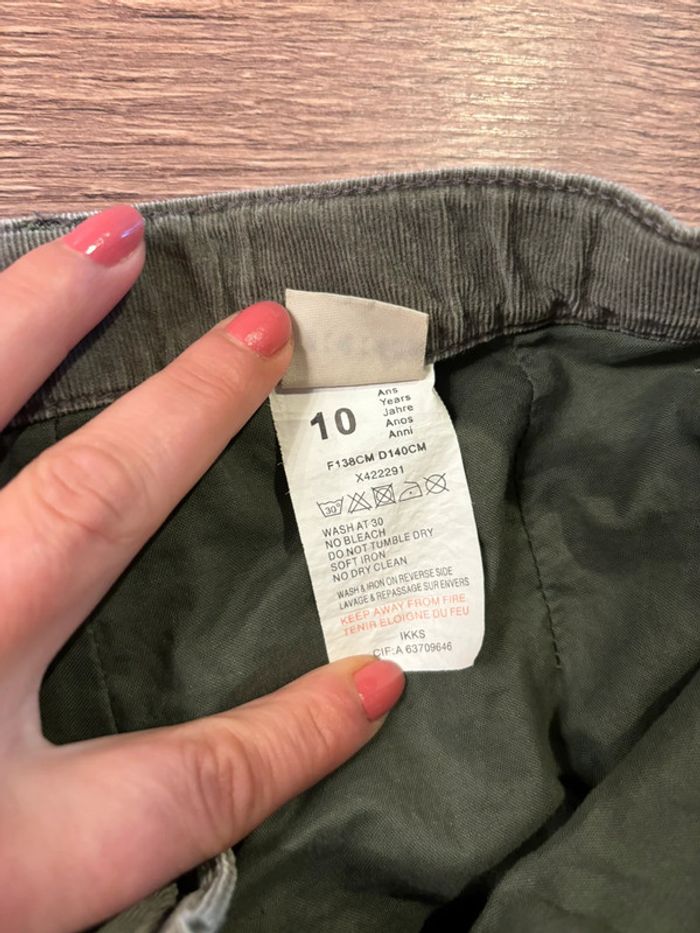 10
Ans
Years
Jahre
Anos
Anni
F138CM D140CM
X422291
30°
WASH AT 30
NO BLEACH
DO NOT TUMBLE DRY
SOFT IRON
NO DRY CLEAN
WASH & IRON ON REVERSE SIDE
LAVAGE & REPASSAGE SUR ENVERS
KEEP AWAY FROM FIRE
TENIR ELOIGNE DU FEU
IKKS
CIF:A 63709646